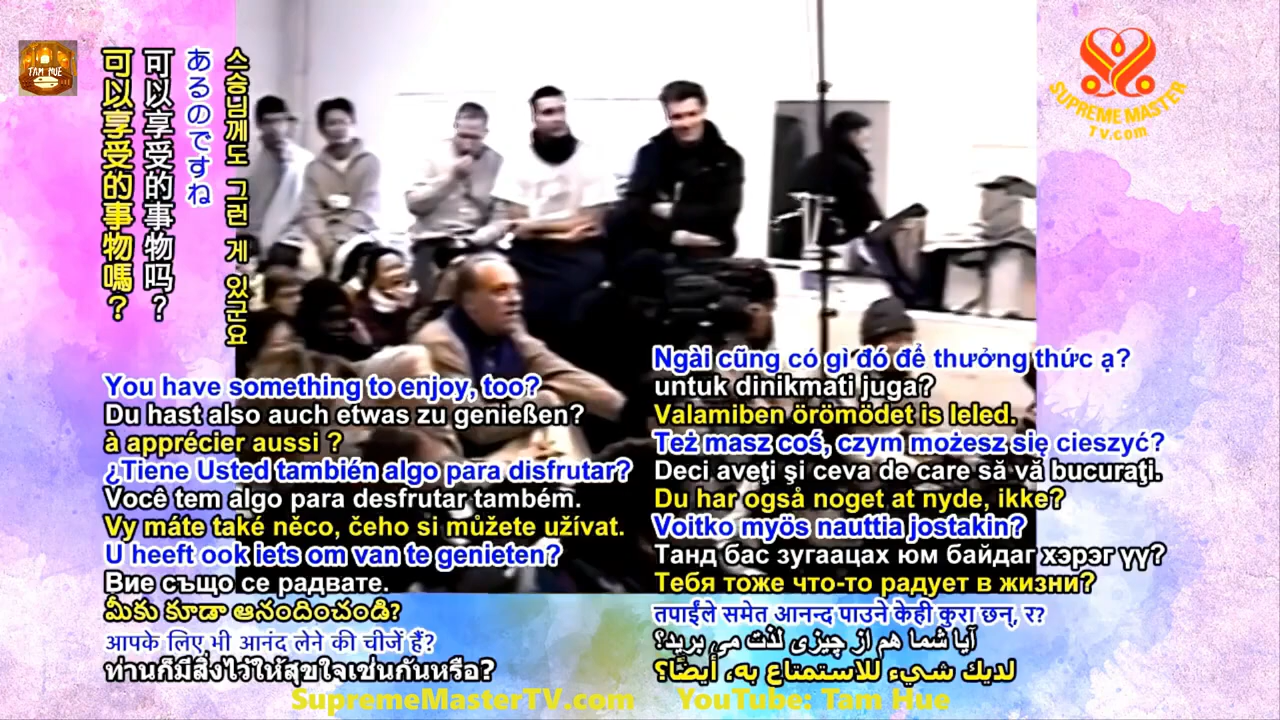 TAM HUE
SUPREME MASTER
TV.com
스승님께도 그런 게 있군요
あるのですね
可以享受的事物吗？
可以享受的事物嗎？
You have something to enjoy, too?
Du hast also auch etwas zu genießen?
à apprécier aussi ?
¿Tiene Usted también algo para disfrutar?
Você tem algo para desfrutar também.
Vy máte také něco, čeho si můžete užívat.
U heeft ook iets om van te genieten?
Вие също се радвате.
మీకు కూడా ఆనందించండి?
आपके लिए भी आनंद लेने की चीजें हैं?
ท่านก็มีสิ่งไว้ให้สุขใจเช่นกันหรือ?
Ngài cũng có gì đó để thưởng thức ạ?
untuk dinikmati juga?
Valamiben örömödet is leled.
Też masz coś, czym możesz się cieszyć?
Deci aveţi şi ceva de care să vă bucuraţi.
Du har også noget at nyde, ikke?
Voitko myös nauttia jostakin?
Танд бас зугаацах юм байдаг хэрэг үү?
Тебя тоже что-то радует в жизни?
तपाईंले समेत आनन्द पाउने केही कुरा छन्, र?
آیا شما هم از چیزی لذت می برید؟
لديك شيء للاستمتاع به، أيضًا؟
SupremeMasterTV.com YouTube: Tam Hue